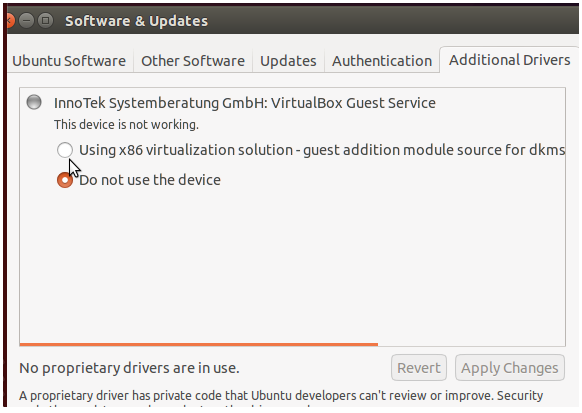 Software & Updates
Ubuntu Software Other Software Updates Authentication Additional Drivers
InnoTek Systemberatung GmbH: VirtualBox Guest Service
This device is not working.
Using x86 virtualization solution - guest addition module source for dkms
Do not use the device
No proprietary drivers are in use.
Revert Apply Changes
A proprietary driver has private code that Ubuntu developers can't review or improve. Security